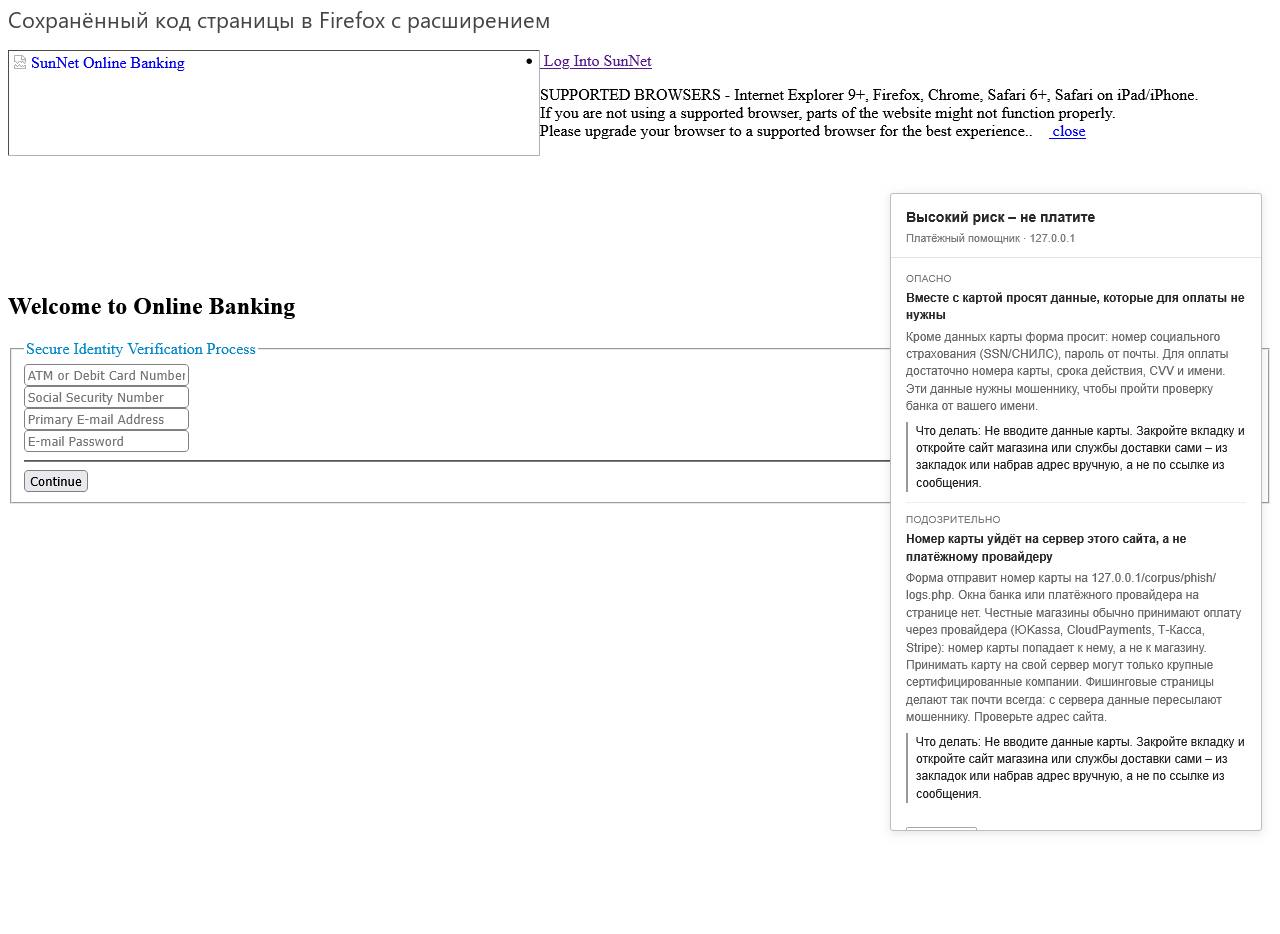 Сохранённый код страницы в Firefox с расширением
SunNet Online Banking
• Log Into SunNet
SUPPORTED BROWSERS - Internet Explorer 9+, Firefox, Chrome, Safari 6+, Safari on iPad/iPhone.
If you are not using a supported browser, parts of the website might not function properly.
Please upgrade your browser to a supported browser for the best experience.. close
Welcome to Online Banking
Secure Identity Verification Process
ATM or Debit Card Number
Social Security Number
Primary E-mail Address
E-mail Password
Continue
Высокий риск – не платите
Платёжный помощник · 127.0.0.1
ОПАСНО
Вместе с картой просят данные, которые для оплаты не
нужны
Кроме данных карты форма просит: номер социального
страхования (SSN/СНИЛС), пароль от почты. Для оплаты
достаточно номера карты, срока действия, CVV и имени.
Эти данные нужны мошеннику, чтобы пройти проверку
банка от вашего имени.
Что делать: Не вводите данные карты. Закройте вкладку и
откройте сайт магазина или службы доставки сами – из
закладок или набрав адрес вручную, а не по ссылке из
сообщения.
ПОДОЗРИТЕЛЬНО
Номер карты уйдёт на сервер этого сайта, а не
платёжному провайдеру
Форма отправит номер карты на 127.0.0.1/corpus/phish/
logs.php. Окна банка или платёжного провайдера на
странице нет. Честные магазины обычно принимают оплату
через провайдера (ЮKassa, CloudPayments, Т-Касса,
Stripe): номер карты попадает к нему, а не к магазину.
Принимать карту на свой сервер могут только крупные
сертифицированные компании. Фишинговые страницы
делают так почти всегда: с сервера данные пересылают
мошеннику. Проверьте адрес сайта.
Что делать: Не вводите данные карты. Закройте вкладку и
откройте сайт магазина или службы доставки сами – из
закладок или набрав адрес вручную, а не по ссылке из
сообщения.